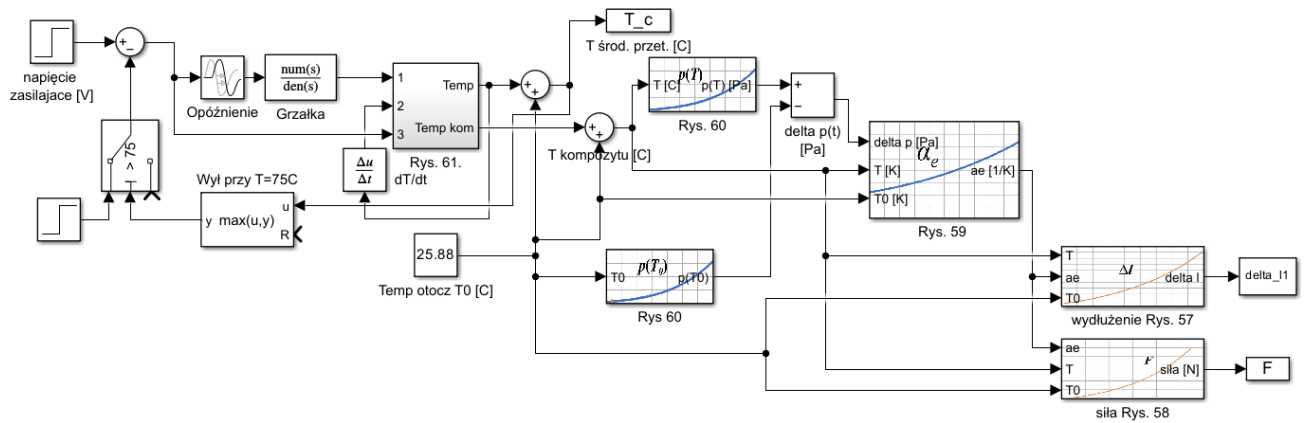 T_c
T środ. przet. [C]
napięcie
zasilajace [V]
+
−
Opóźnienie
num(s)
den(s)
Grzałka
1
2
3
Temp
Temp kom
Rys. 61.
+
+
+
+
T kompozytu [C]
T [C]
p(T)
p(T) [Pa]
Rys. 60
+
−
delta p(t)
[Pa]
delta p [Pa]
T [K]
T0 [K]
αe
ae [1/K]
Rys. 59
> 75
Wył przy T=75C
y
max(u,y)
u
R
Δu
Δt
dT/dt
25.88
Temp otocz T0 [C]
T0
p(T0)
p(T0)
Rys 60
T
ae
T0
Δl
delta l
wydłużenie Rys. 57
delta_l1
ae
T
T0
F
siła [N]
siła Rys. 58
F